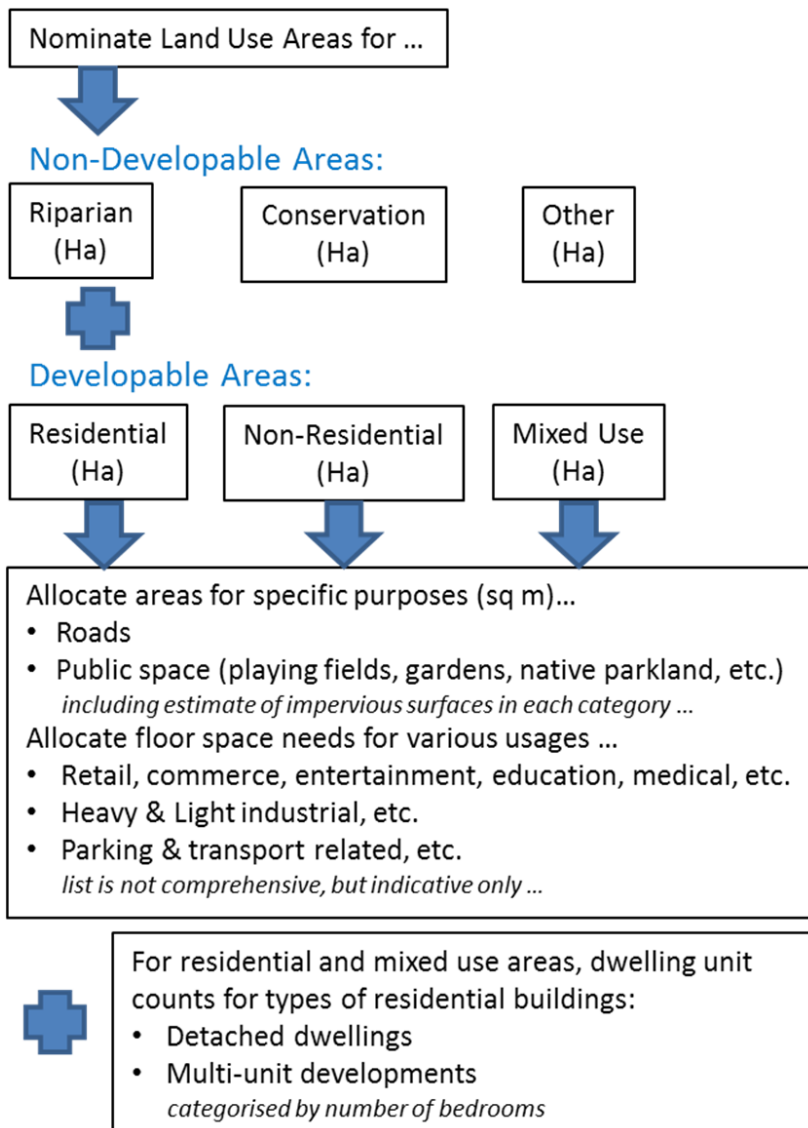 Nominate Land Use Areas for ...
Non-Developable Areas:
Riparian
(Ha)
Conservation
(Ha)
Other
(Ha)
Developable Areas:
Residential
(Ha)
Non-Residential
(Ha)
Mixed Use
(Ha)
Allocate areas for specific purposes (sq m)...
• Roads
• Public space (playing fields, gardens, native parkland, etc.)
including estimate of impervious surfaces in each category ...
Allocate floor space needs for various usages ...
• Retail, commerce, entertainment, education, medical, etc.
• Heavy & Light industrial, etc.
• Parking & transport related, etc.
list is not comprehensive, but indicative only ...
For residential and mixed use areas, dwelling unit
counts for types of residential buildings:
• Detached dwellings
• Multi-unit developments
categorised by number of bedrooms